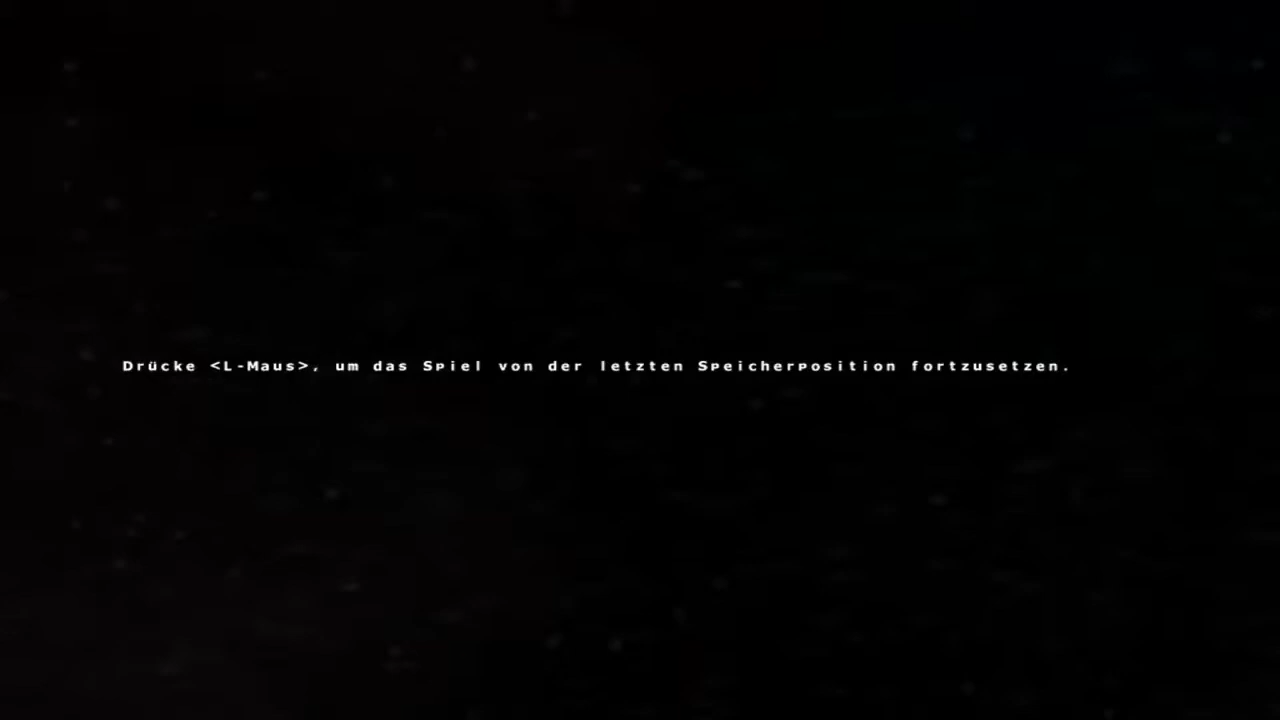 Drücke <L-Maus>, um das Spiel von der letzten Speicherposition fortzusetzen.